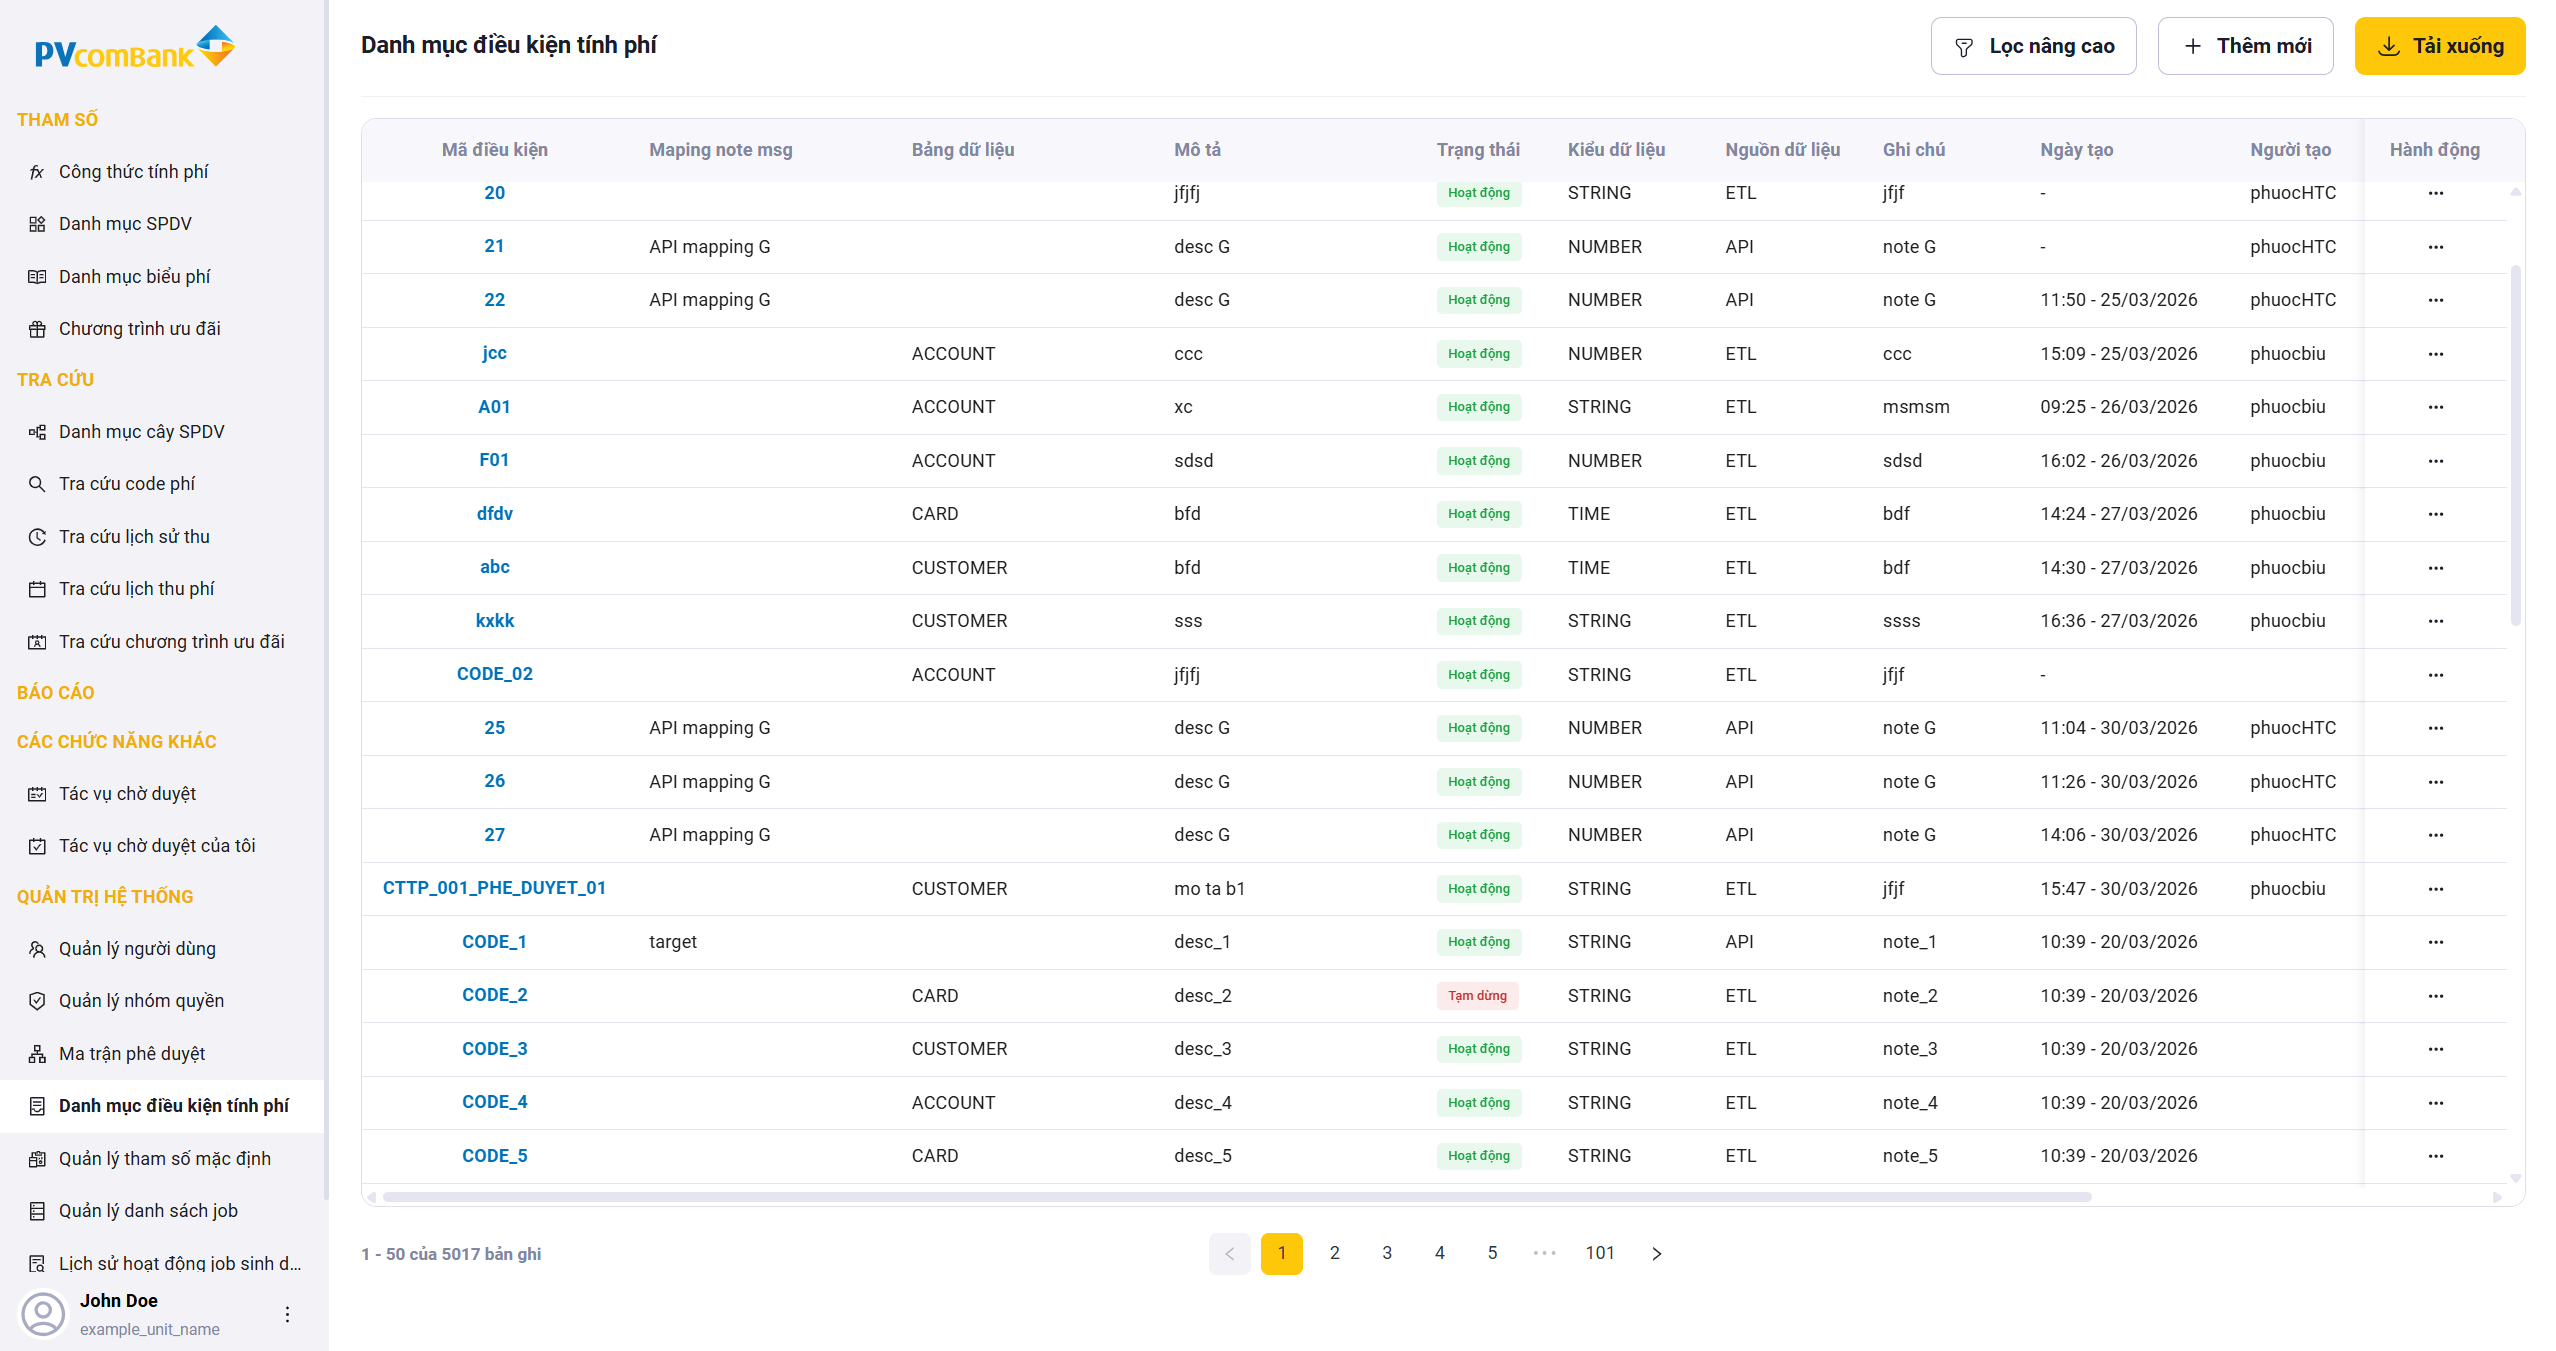 PVcomBank
THAM SỐ
Công thức tính phí
Danh mục SPDV
Danh mục biểu phí
Chương trình ưu đãi
TRA CỨU
Danh mục cây SPDV
Tra cứu code phí
Tra cứu lịch sử thu
Tra cứu lịch thu phí
Tra cứu chương trình ưu đãi
BÁO CÁO
CÁC CHỨC NĂNG KHÁC
Tác vụ chờ duyệt
Tác vụ chờ duyệt của tôi
QUẢN TRỊ HỆ THỐNG
Quản lý người dùng
Quản lý nhóm quyền
Ma trận phê duyệt
Danh mục điều kiện tính phí
Quản lý tham số mặc định
Quản lý danh sách job
Lịch sử hoạt động job sinh d...
John Doe
example_unit_name
Danh mục điều kiện tính phí
Lọc nâng cao
Thêm mới
Tải xuống
Mã điều kiện Maping note msg Bảng dữ liệu Mô tả Trạng thái Kiểu dữ liệu Nguồn dữ liệu Ghi chú Ngày tạo Người tạo Hành động
20 jfjfj Hoạt động STRING ETL jfjf - phuocHTC ...
21 API mapping G desc G Hoạt động NUMBER API note G - phuocHTC ...
22 API mapping G desc G Hoạt động NUMBER API note G 11:50 - 25/03/2026 phuocHTC ...
jcc ACCOUNT ccc Hoạt động NUMBER ETL ccc 15:09 - 25/03/2026 phuocbiu ...
A01 ACCOUNT xc Hoạt động STRING ETL msmsm 09:25 - 26/03/2026 phuocbiu ...
F01 ACCOUNT sdsd Hoạt động NUMBER ETL sdsd 16:02 - 26/03/2026 phuocbiu ...
dfdv CARD bfd Hoạt động TIME ETL bdf 14:24 - 27/03/2026 phuocbiu ...
abc CUSTOMER bfd Hoạt động TIME ETL bdf 14:30 - 27/03/2026 phuocbiu ...
kxkk CUSTOMER sss Hoạt động STRING ETL ssss 16:36 - 27/03/2026 phuocbiu ...
CODE_02 ACCOUNT jfjfj Hoạt động STRING ETL jfjf - ...
25 API mapping G desc G Hoạt động NUMBER API note G 11:04 - 30/03/2026 phuocHTC ...
26 API mapping G desc G Hoạt động NUMBER API note G 11:26 - 30/03/2026 phuocHTC ...
27 API mapping G desc G Hoạt động NUMBER API note G 14:06 - 30/03/2026 phuocHTC ...
CTTP_001_PHE_DUYET_01 CUSTOMER mo ta b1 Hoạt động STRING ETL jfjf 15:47 - 30/03/2026 phuocbiu ...
CODE_1 target desc_1 Hoạt động STRING API note_1 10:39 - 20/03/2026 ...
CODE_2 CARD desc_2 Tạm dừng STRING ETL note_2 10:39 - 20/03/2026 ...
CODE_3 CUSTOMER desc_3 Hoạt động STRING ETL note_3 10:39 - 20/03/2026 ...
CODE_4 ACCOUNT desc_4 Hoạt động STRING ETL note_4 10:39 - 20/03/2026 ...
CODE_5 CARD desc_5 Hoạt động STRING ETL note_5 10:39 - 20/03/2026 ...
1 - 50 của 5017 bản ghi
< 1 2 3 4 5 ••• 101 >